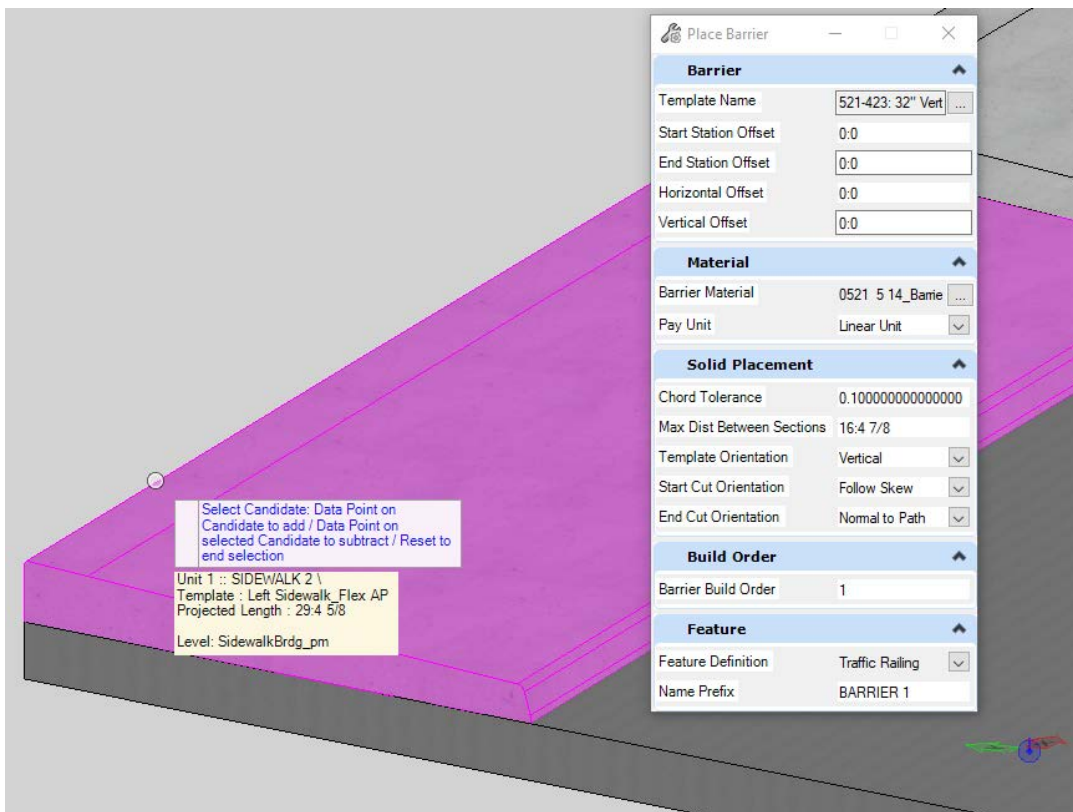 Place Barrier
Barrier
Template Name 521-423: 32" Vert ...
Start Station Offset 0:0
End Station Offset 0:0
Horizontal Offset 0:0
Vertical Offset 0:0
Material
Barrier Material 0521 5 14_Barrie ...
Pay Unit Linear Unit
Solid Placement
Chord Tolerance 0.100000000000000
Max Dist Between Sections 16:4 7/8
Template Orientation Vertical
Start Cut Orientation Follow Skew
End Cut Orientation Normal to Path
Build Order
Barrier Build Order 1
Feature
Feature Definition Traffic Railing
Name Prefix BARRIER 1
Select Candidate: Data Point on
Candidate to add / Data Point on
selected Candidate to subtract / Reset to
end selection
Unit 1 :: SIDEWALK 2 \
Template : Left Sidewalk_Flex AP
Projected Length : 29:4 5/8
Level: SidewalkBrdg_pm